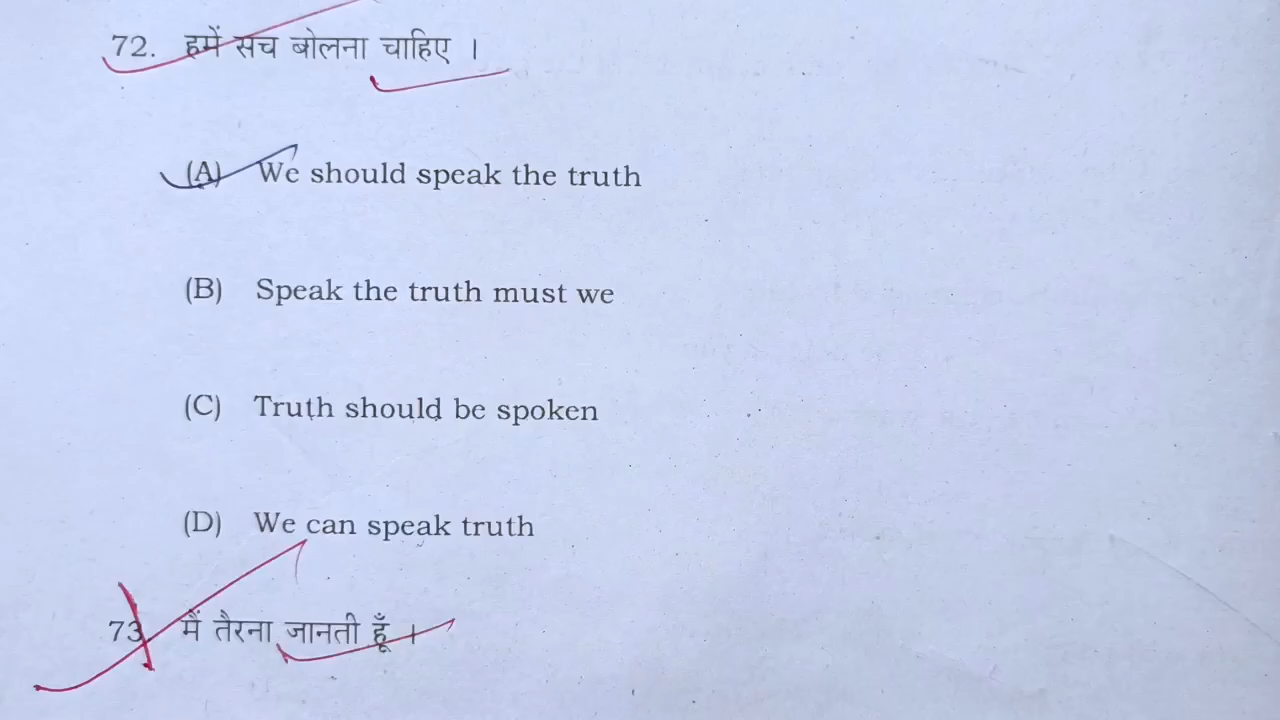 72. हमें सच बोलना चाहिए ।
(A) We should speak the truth
(B) Speak the truth must we
(C) Truth should be spoken
(D) We can speak truth
73. मैं तैरना जानती हूँ ।